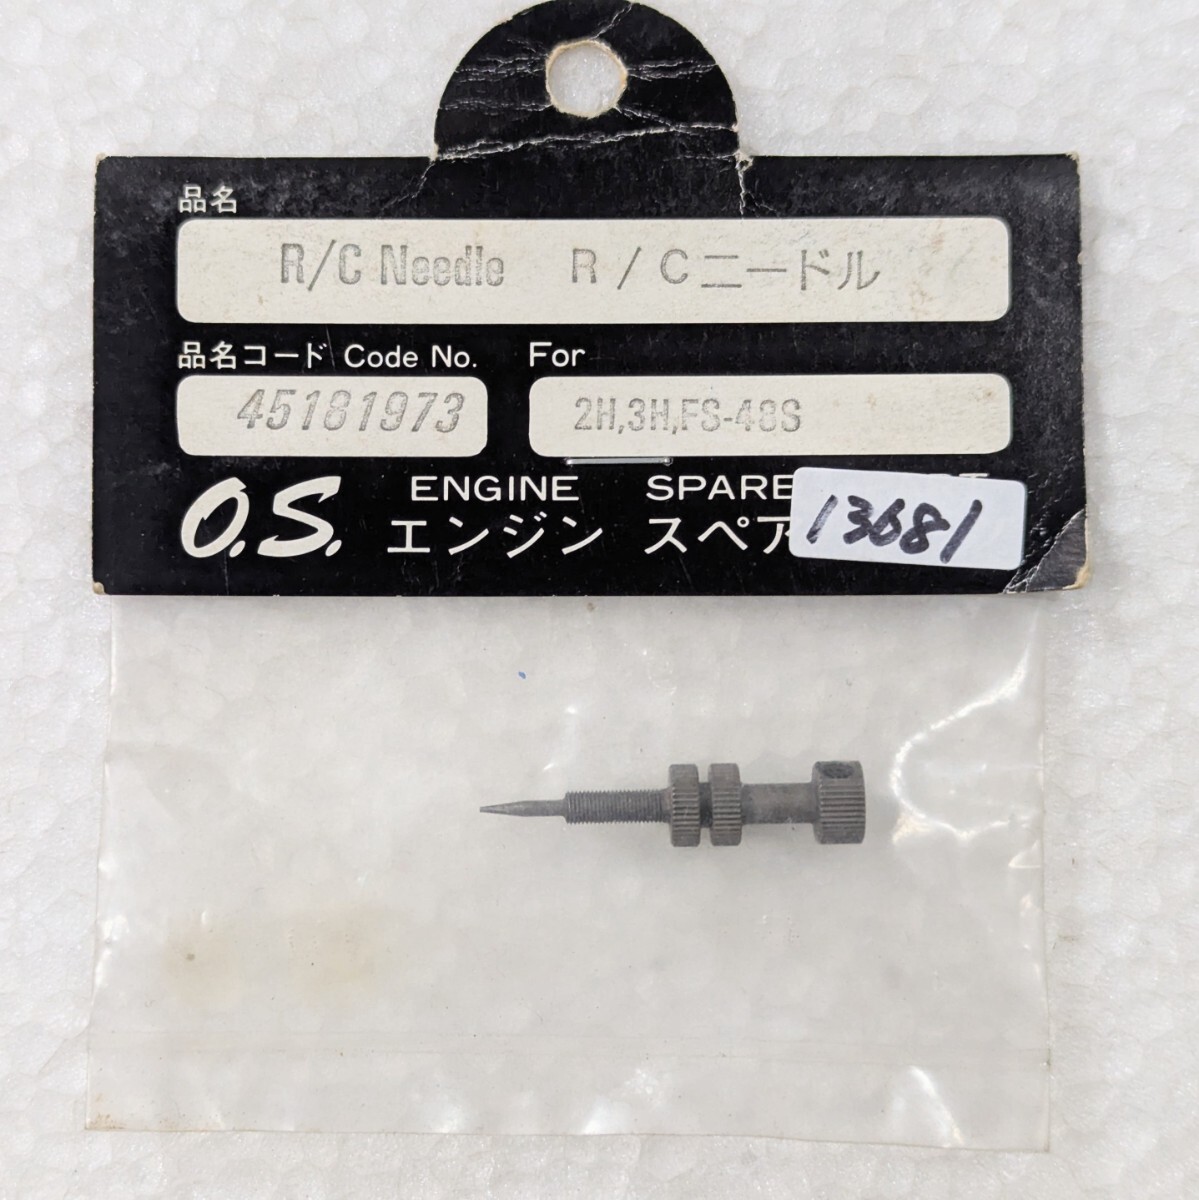 品名
R/C Needle R/Cニードル
品名コード Code No. For
45181973 2H,3H,FS-48S
O.S. ENGINE SPARE
エンジン スペア
13681